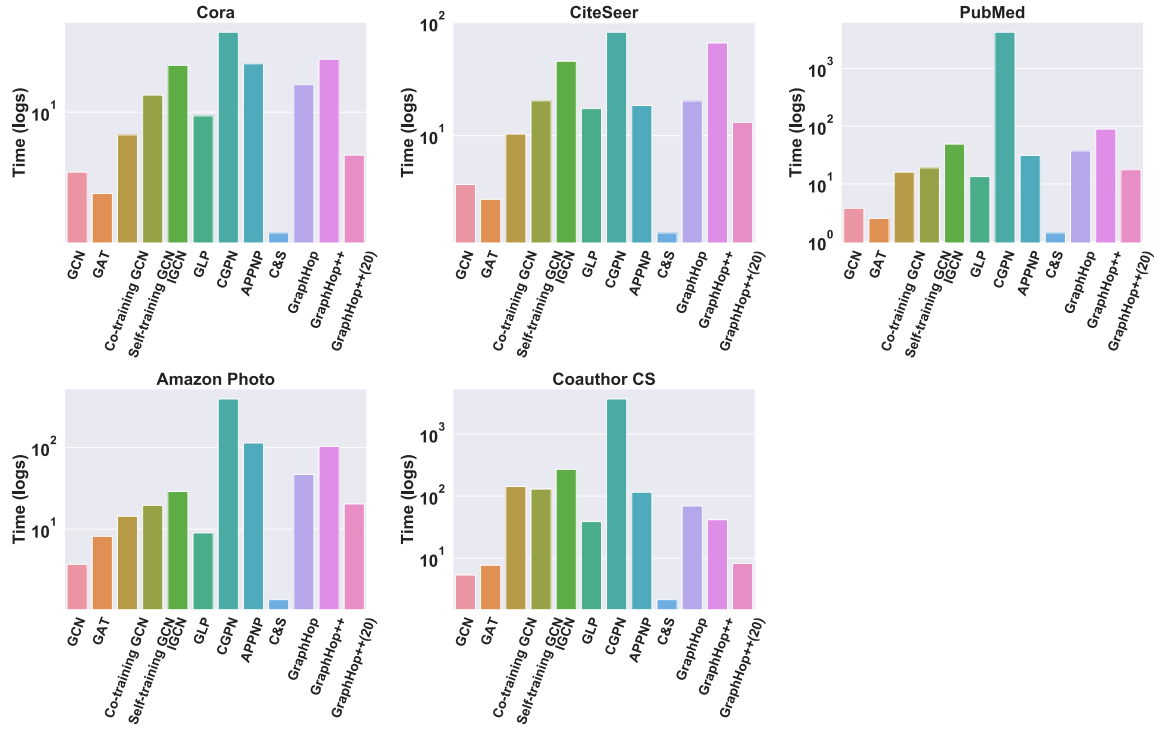 Cora
Time (logs)
10^1
GCN
GAT
Co-training GCN
Self-training GCN
IGCN
GLP
CGPN
APPNP
C&S
GraphHop
GraphHop++
GraphHop++(20)
CiteSeer
Time (logs)
10^2
10^1
GCN
GAT
Co-training GCN
Self-training GCN
IGCN
GLP
CGPN
APPNP
C&S
GraphHop
GraphHop++
GraphHop++(20)
PubMed
Time (logs)
10^3
10^2
10^1
10^0
GCN
GAT
Co-training GCN
Self-training GCN
IGCN
GLP
CGPN
APPNP
C&S
GraphHop
GraphHop++
GraphHop++(20)
Amazon Photo
Time (logs)
10^2
10^1
GCN
GAT
Co-training GCN
Self-training GCN
IGCN
GLP
CGPN
APPNP
C&S
GraphHop
GraphHop++
GraphHop++(20)
Coauthor CS
Time (logs)
10^3
10^2
10^1
GCN
GAT
Co-training GCN
Self-training GCN
IGCN
GLP
CGPN
APPNP
C&S
GraphHop
GraphHop++
GraphHop++(20)